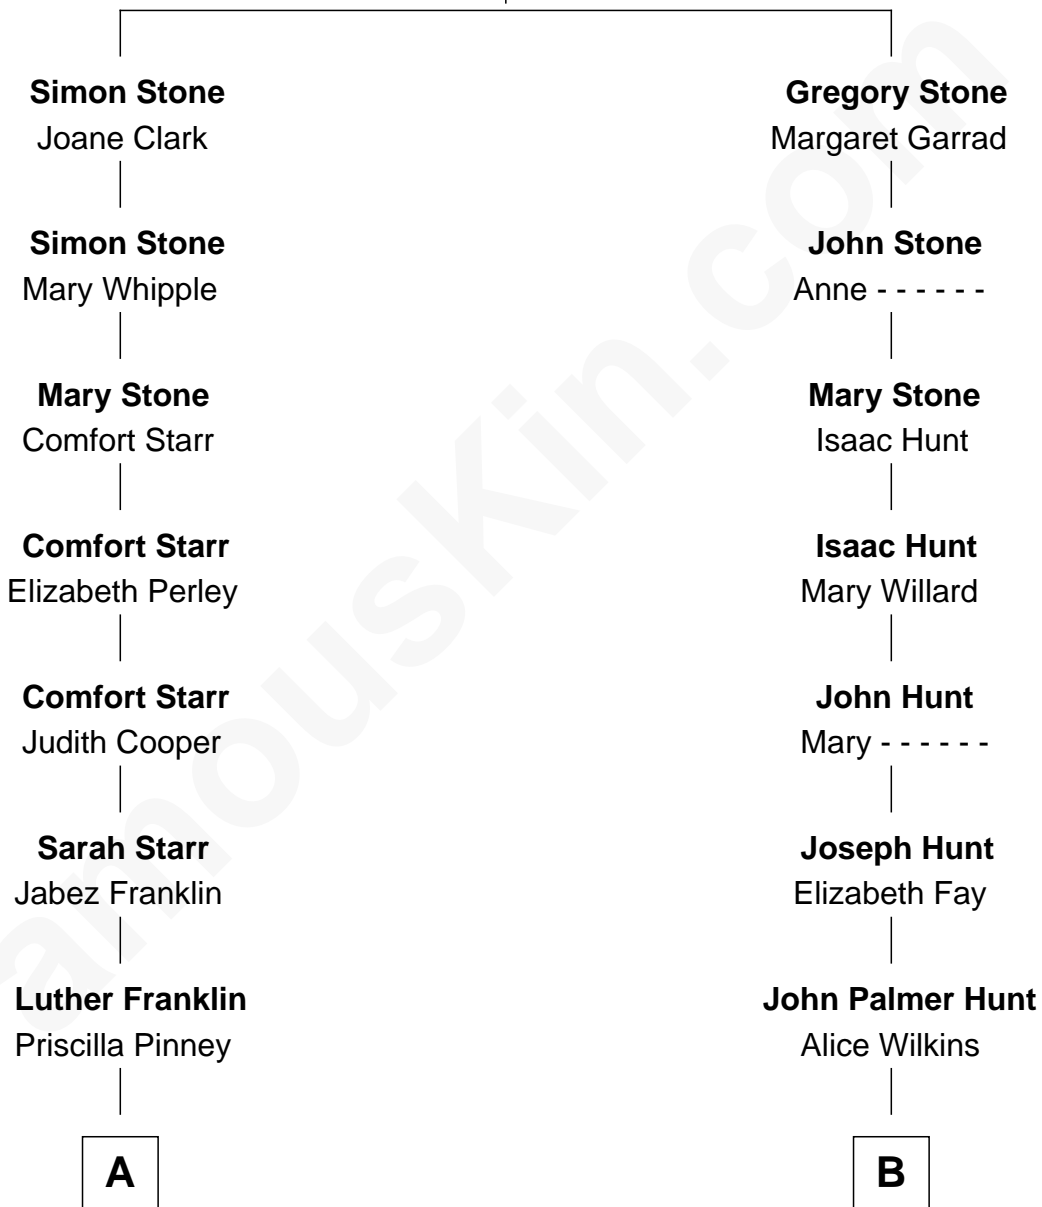 Simon Stone
Joane Clark
Gregory Stone
Margaret Garrad
Simon Stone
Mary Whipple
John Stone
Anne - - - - - -
Mary Stone
Comfort Starr
Mary Stone
Isaac Hunt
Comfort Starr
Elizabeth Perley
Isaac Hunt
Mary Willard
Comfort Starr
Judith Cooper
John Hunt
Mary - - - - - -
Sarah Starr
Jabez Franklin
Joseph Hunt
Elizabeth Fay
Luther Franklin
Priscilla Pinney
John Palmer Hunt
Alice Wilkins
A
B
amousKin.com